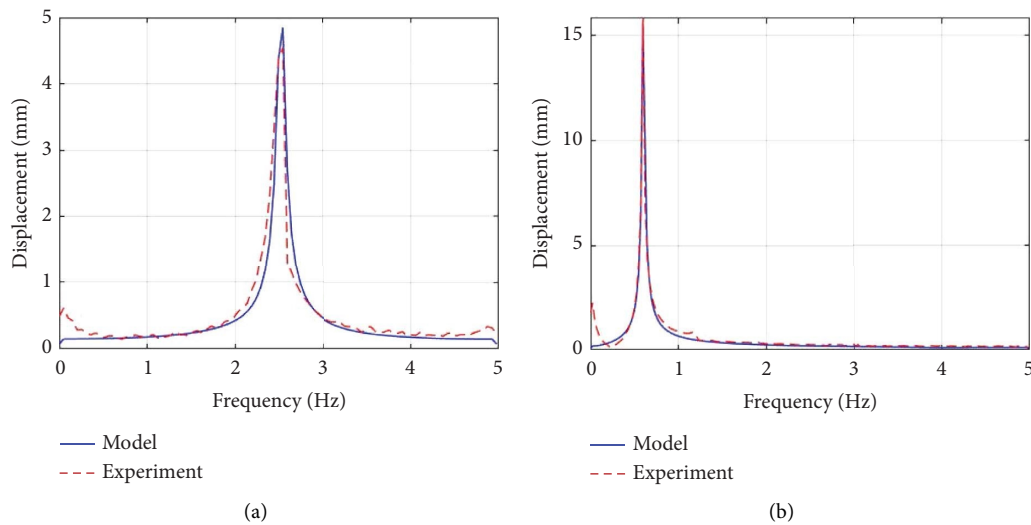 5
4
3
2
1
0
Displacement (mm)
0 1 2 3 4 5
Frequency (Hz)
Model
Experiment
(a)
15
10
5
0
Displacement (mm)
0 1 2 3 4 5
Frequency (Hz)
Model
Experiment
(b)